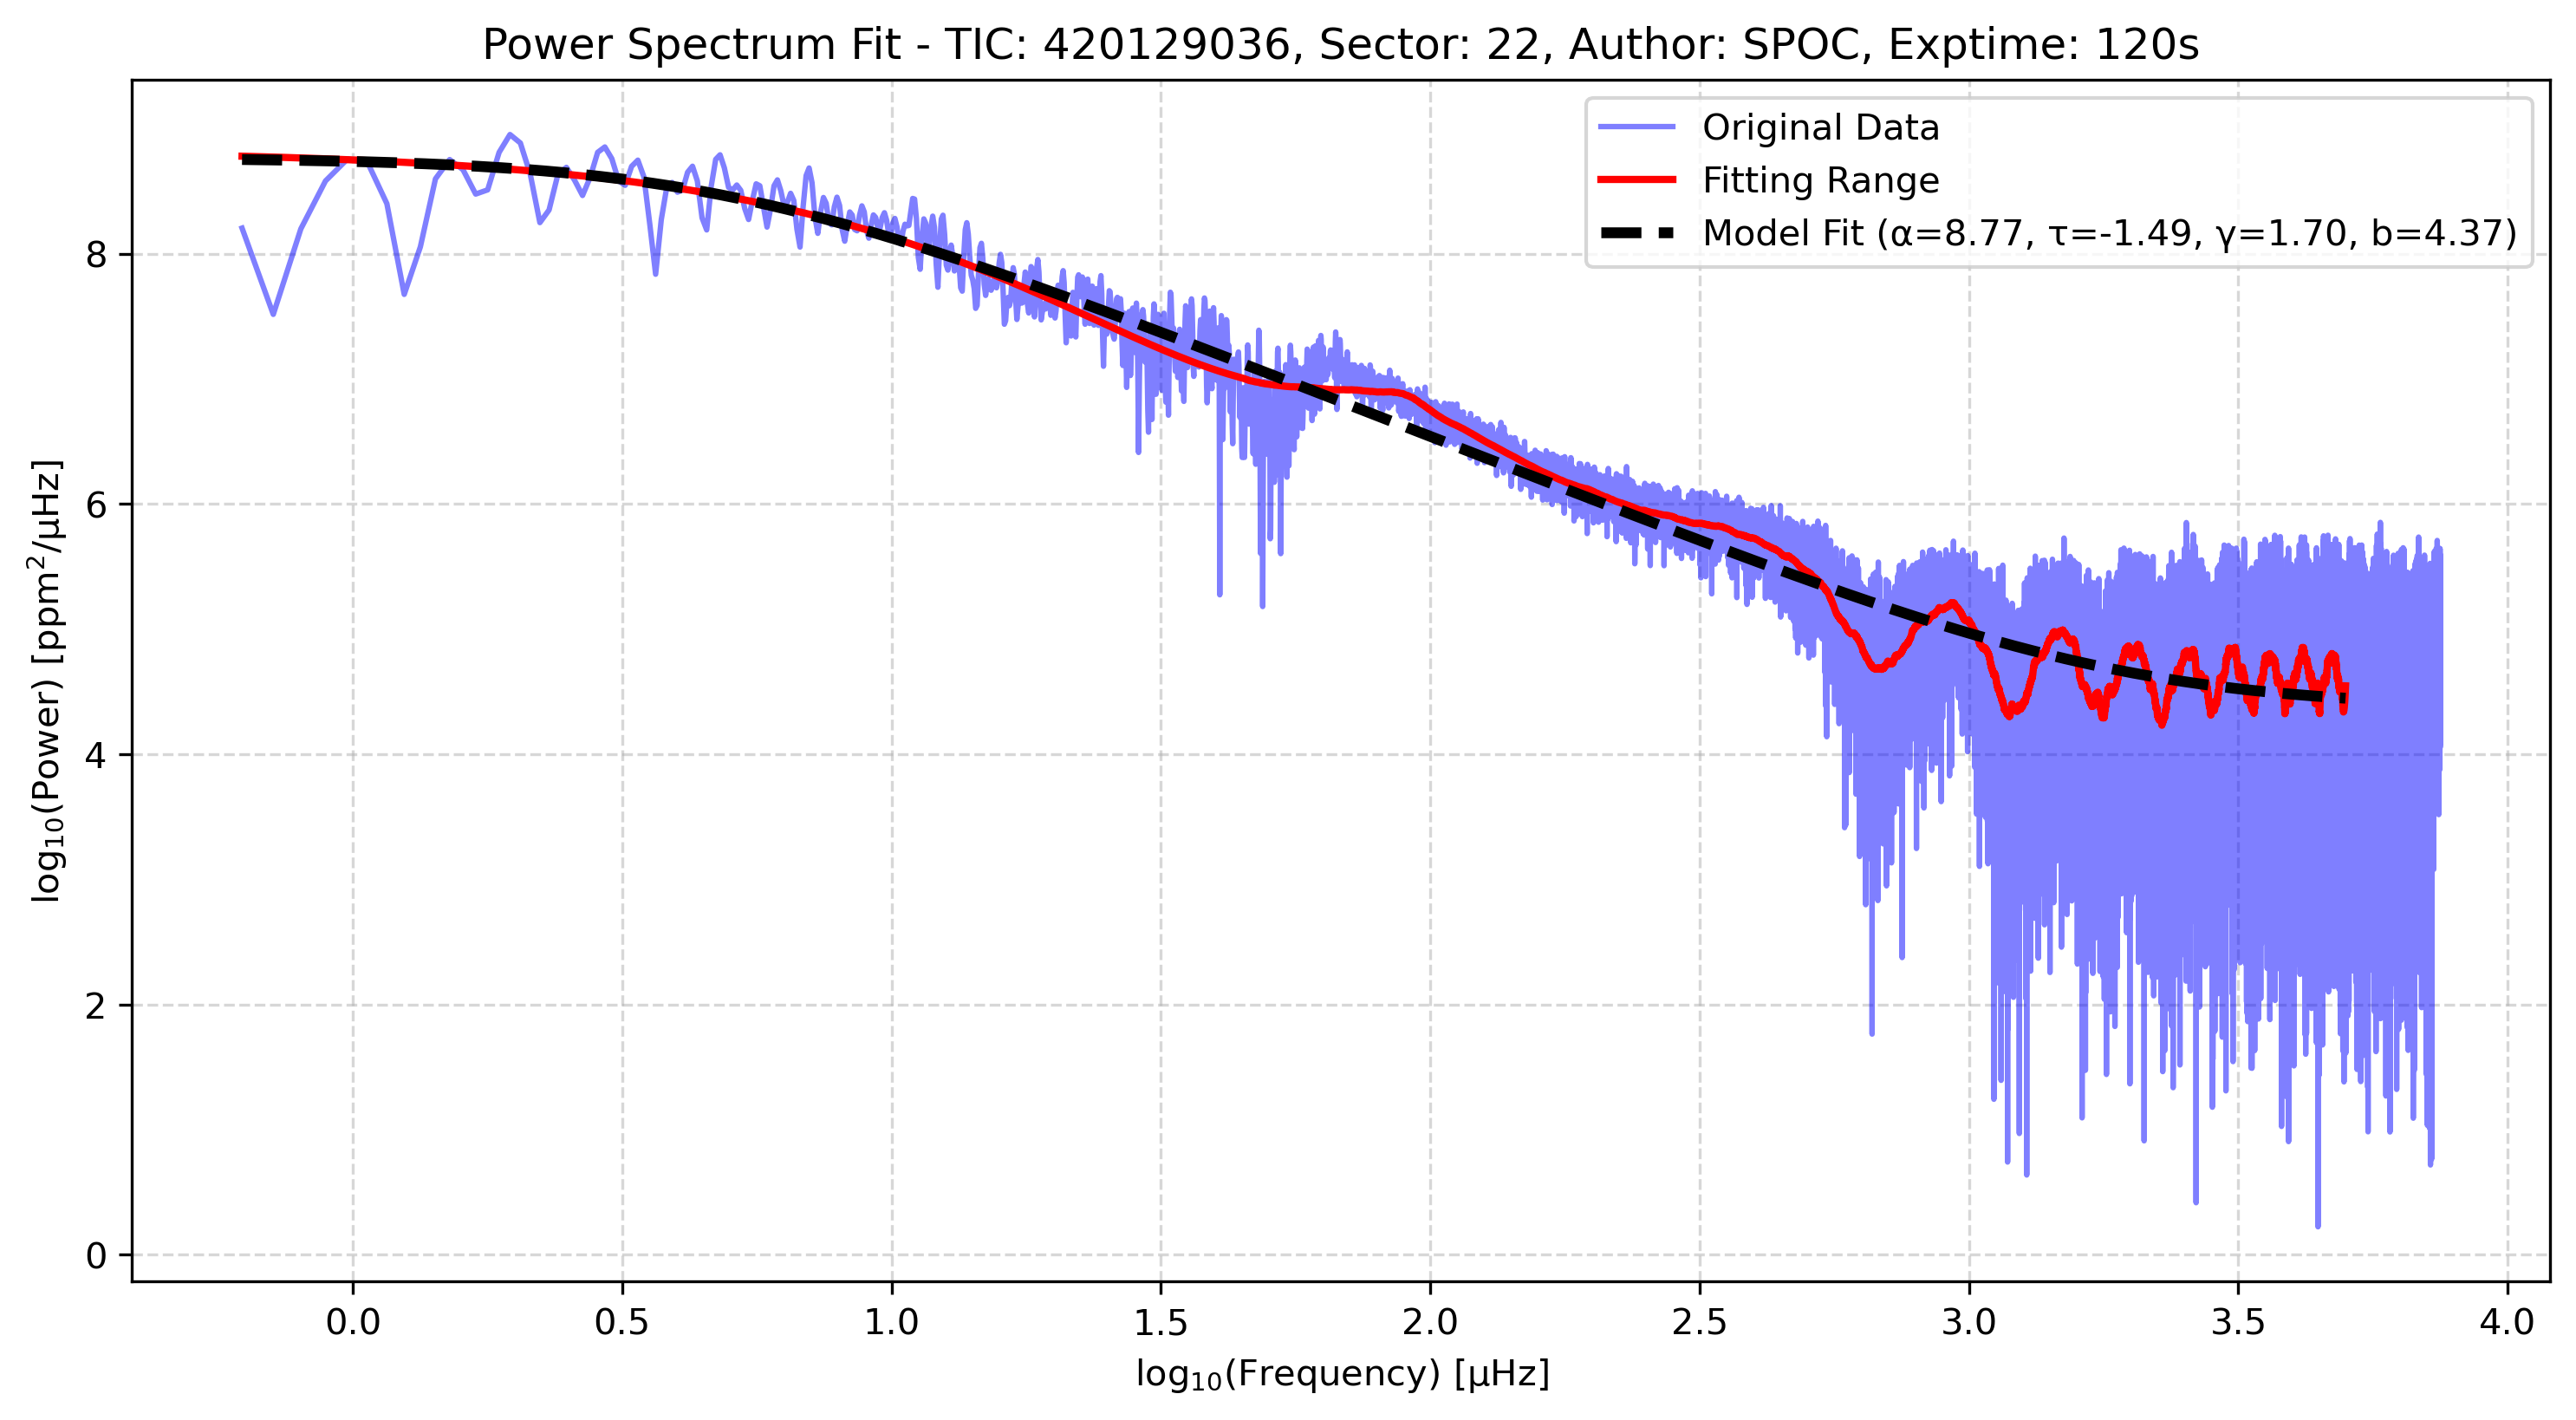 Power Spectrum Fit - TIC: 420129036, Sector: 22, Author: SPOC, Exptime: 120s
Original Data
Fitting Range
Model Fit (α=8.77, τ=-1.49, γ=1.70, b=4.37)
log₁₀(Power) [ppm²/μHz]
8
6
4
2
0
0.0 0.5 1.0 1.5 2.0 2.5 3.0 3.5 4.0
log₁₀(Frequency) [μHz]